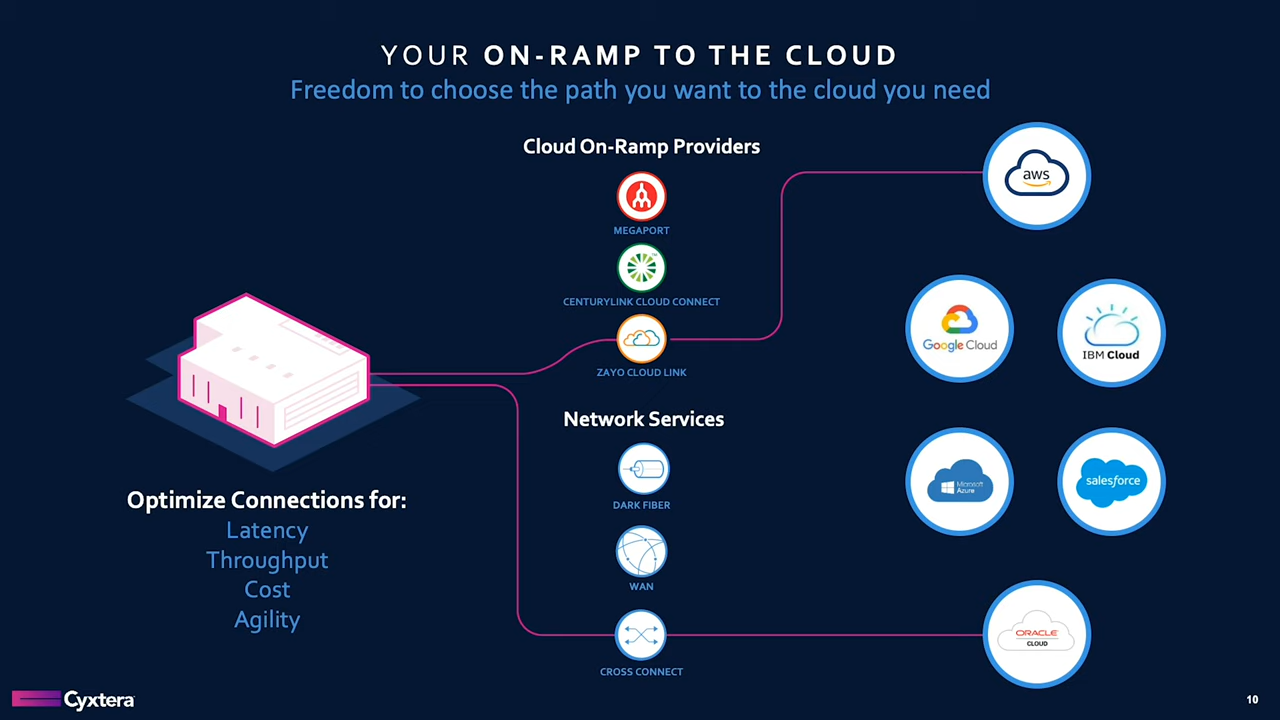 YOUR ON-RAMP TO THE CLOUD
Freedom to choose the path you want to the cloud you need
Cloud On-Ramp Providers
MEGAPORT
TM
CENTURYLINK CLOUD CONNECT
ZAYO CLOUD LINK
Network Services
DARK FIBER
WAN
CROSS CONNECT
Optimize Connections for:
Latency
Throughput
Cost
Agility
aws
Google Cloud
IBM Cloud
Microsoft
Azure
salesforce
ORACLE
CLOUD
Cyxtera
10